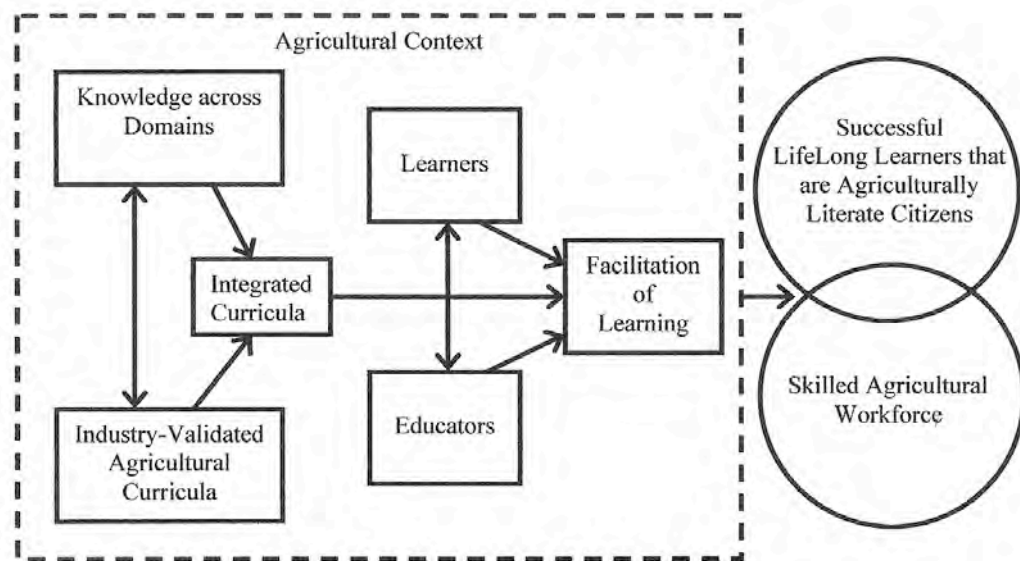 Agricultural Context
Knowledge across
Domains
Learners
Integrated
Curricula
Industry-Validated
Agricultural
Curricula
Educators
Facilitation
of
Learning
Successful
LifeLong Learners that
are Agriculturally
Literate Citizens
Skilled Agricultural
Workforce